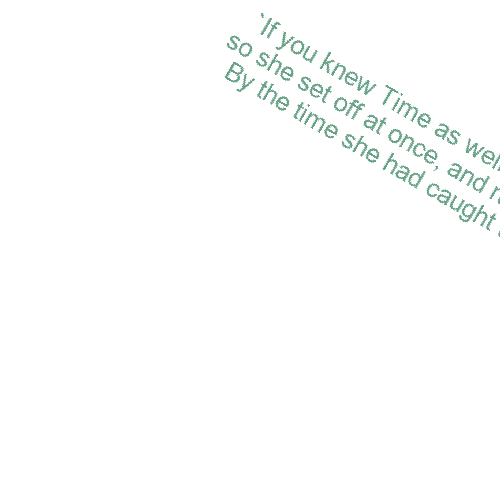 `If you knew Time as well
so she set off at once, and
By the time she had caught